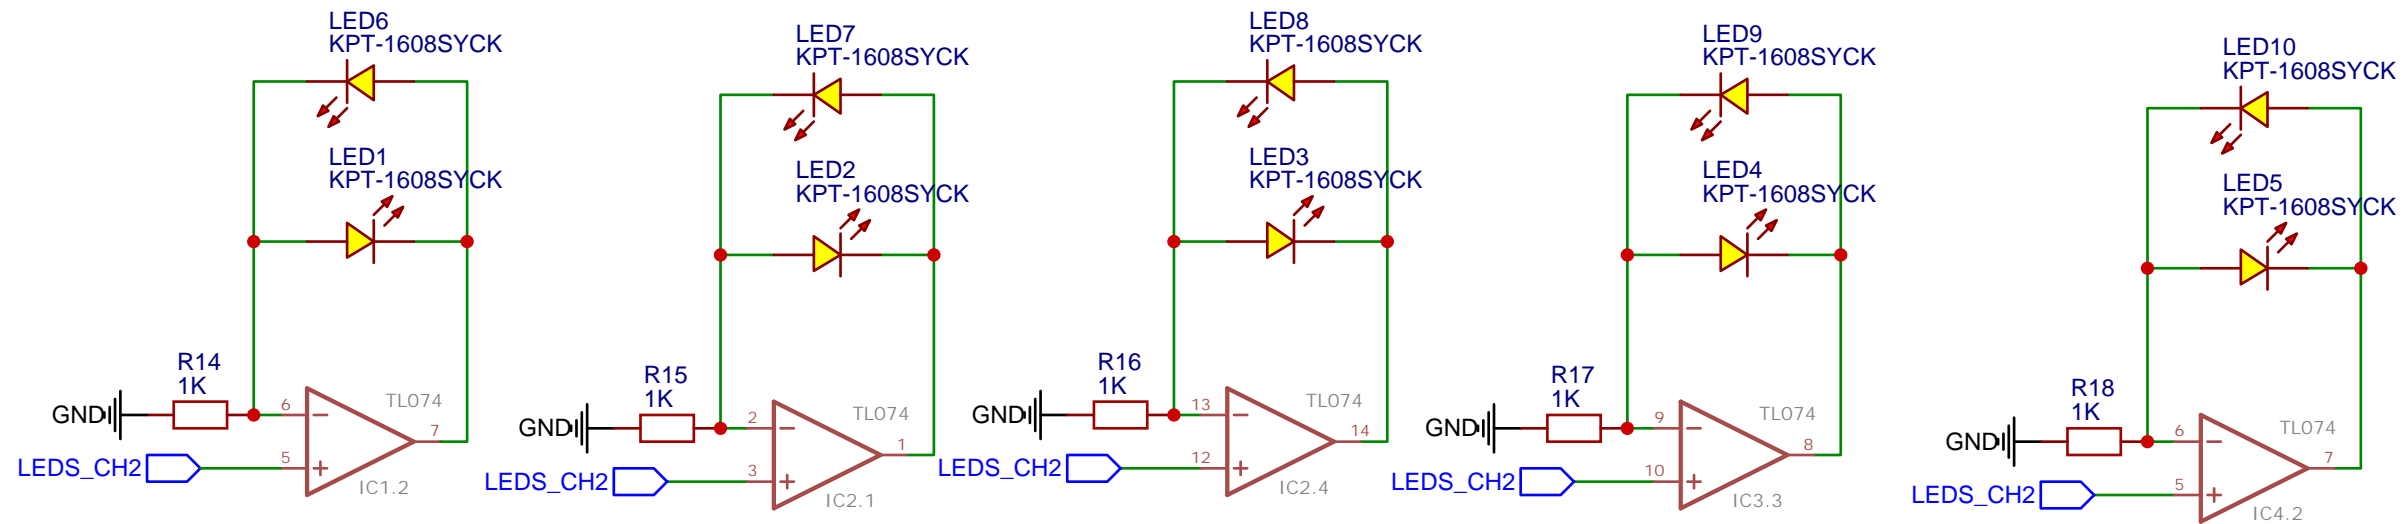 LED6
KPT-1608SYCK
LED1
KPT-1608SYCK
R14
1K
GND
6
5
7
TL074
IC1.2
LEDS_CH2
LED7
KPT-1608SYCK
LED2
KPT-1608SYCK
R15
1K
GND
2
3
1
TL074
IC2.1
LEDS_CH2
LED8
KPT-1608SYCK
LED3
KPT-1608SYCK
R16
1K
GND
13
12
14
TL074
IC2.4
LEDS_CH2
LED9
KPT-1608SYCK
LED4
KPT-1608SYCK
R17
1K
GND
9
10
8
TL074
IC3.3
LEDS_CH2
LED10
KPT-1608SYCK
LED5
KPT-1608SYCK
R18
1K
GND
6
5
7
TL074
IC4.2
LEDS_CH2